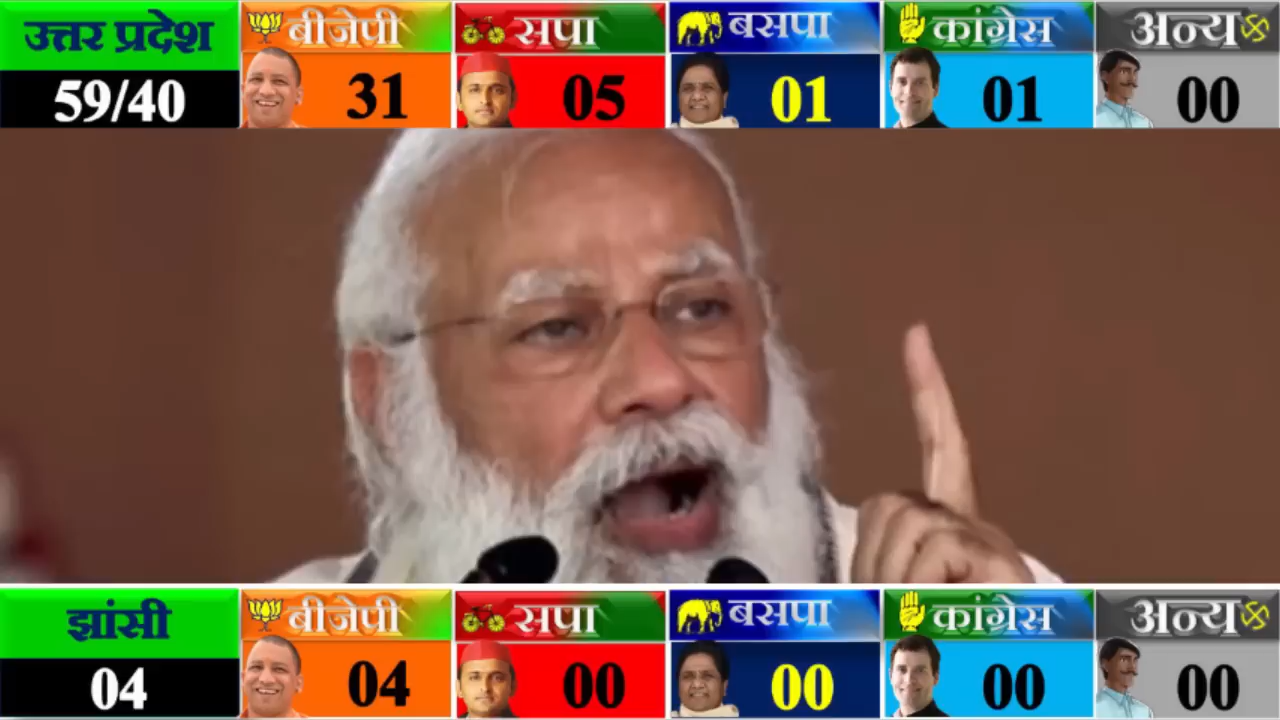 उत्तर प्रदेश बीजेपी सपा बसपा कांग्रेस अन्य
59/40 31 05 01 01 00
झांसी बीजेपी सपा बसपा कांग्रेस अन्य
04 04 00 00 00 00